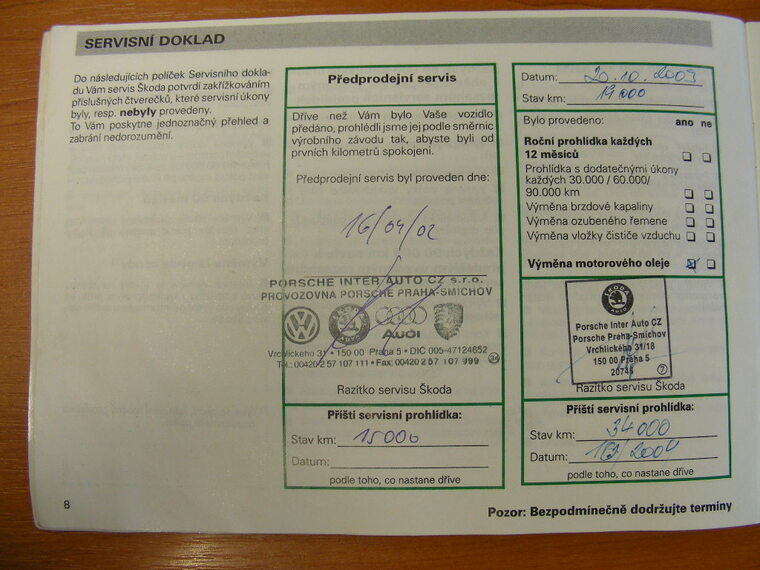 SERVISNÍ DOKLAD
Do následujících políček Servisního dokla-
du Vám servis Škoda potvrdí zakřížkováním
příslušných čtverečků, které servisní úkony
byly, resp. nebyly provedeny.
To Vám poskytne jednoznačný přehled a
zabrání nedorozumění.
Předprodejní servis
Dříve než Vám bylo Vaše vozidlo
předáno, prohlédli jsme jej podle směrnic
výrobního závodu tak, abyste byli od
prvních kilometrů spokojeni.
Předprodejní servis byl proveden dne:
16/04/02
PORSCHE INTER AUTO CZ s.r.o.
PROVOZOVNA PORSCHE PRAHA-SMÍCHOV
AUTO
Audi
Vrchlického 31 • 150 00 Praha 5 • DIČ 005-47124652
Tel.: 00420 2 57 107 111 • Fax: 00420 2 57 107 999
34
Razítko servisu Škoda
Příští servisní prohlídka:
Stav km: 15000
Datum:
podle toho, co nastane dříve
Datum: 20.10.2003
Stav km: 19000
Bylo provedeno: ano ne
Roční prohlídka každých
12 měsíců
Prohlídka s dodatečnými úkony
každých 30.000 / 60.000/
90.000 km
Výměna brzdové kapaliny
Výměna ozubeného řemene
Výměna vložky čističe vzduchu
Výměna motorového oleje
ŠKODA
AUTO
Porsche Inter Auto CZ
Porsche Praha-Smíchov
Vrchlického 31/18
150 00 Praha 5
20745
7
Razítko servisu Škoda
Příští servisní prohlídka:
Stav km: 34000
Datum: 10/2004
podle toho, co nastane dříve
8
Pozor: Bezpodmínečně dodržujte termíny